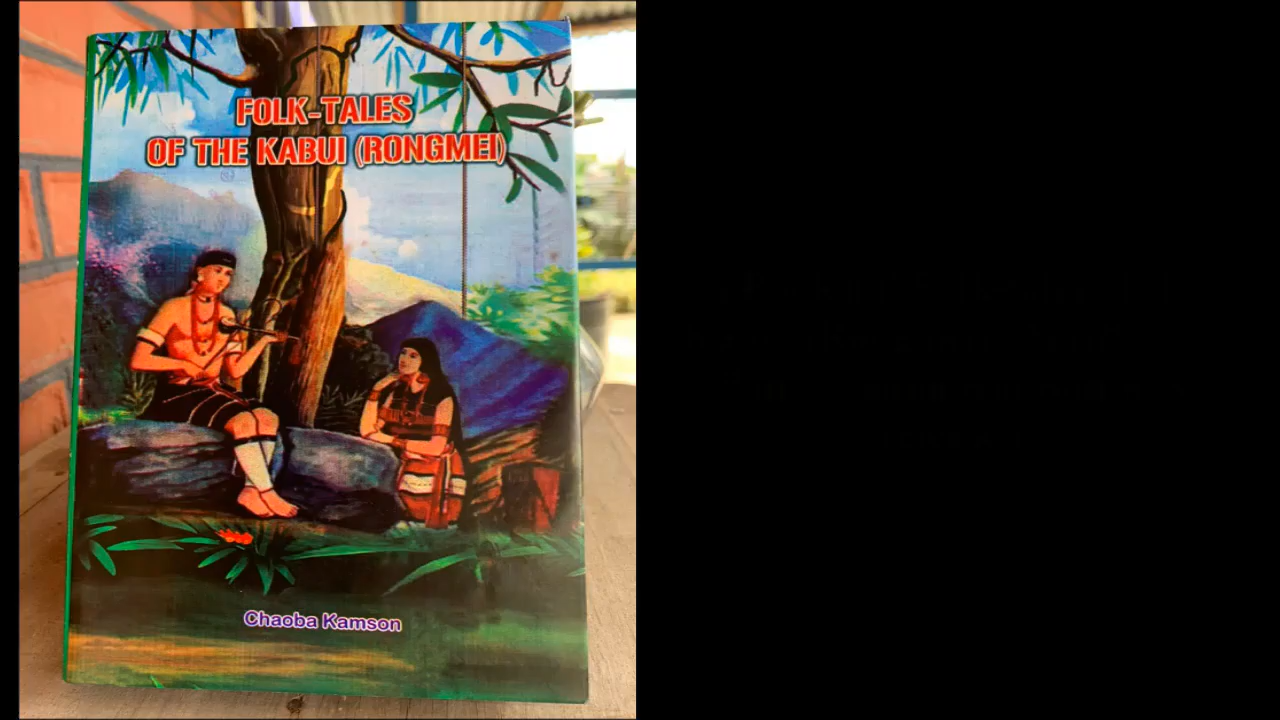 FOLK-TALES
OF THE KABUI (RONGMEI)
Chaoba Kamson